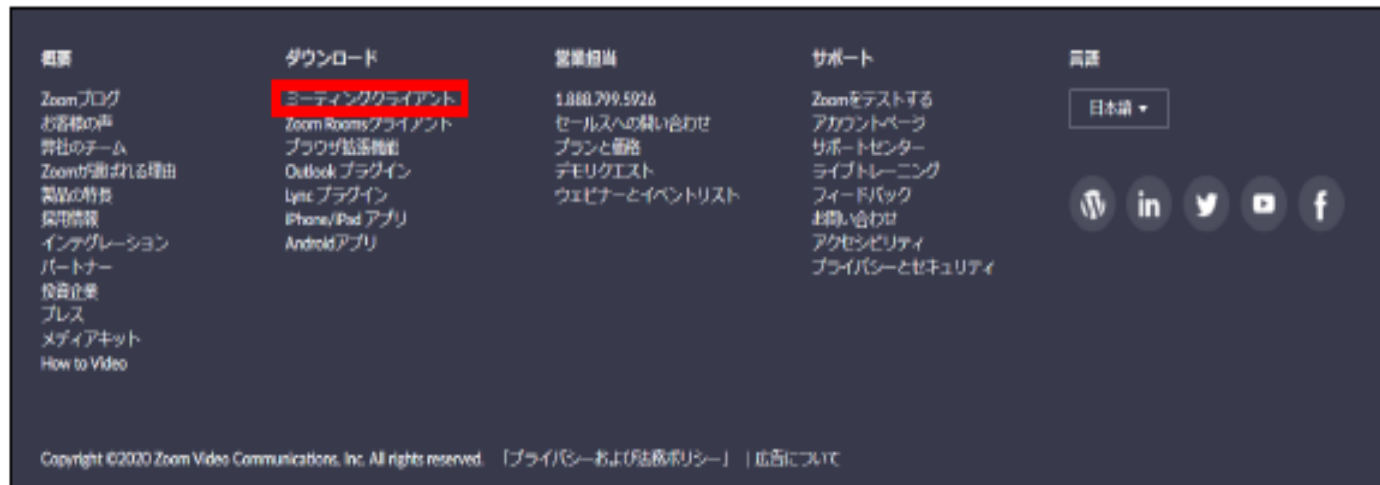 概要
Zoomブログ
お客様の声
弊社のチーム
Zoomが選ばれる理由
製品の特長
採用情報
インテグレーション
パートナー
投資企業
プレス
メディアキット
How to Video
ダウンロード
ミーティングクライアント
Zoom Roomsクライアント
ブラウザ拡張機能
Outlook プラグイン
Lync プラグイン
iPhone/iPad アプリ
Androidアプリ
営業担当
1.888.799.5926
セールスへの問い合わせ
プランと価格
デモリクエスト
ウェビナーとイベントリスト
サポート
Zoomをテストする
アカウントページ
サポートセンター
ライブトレーニング
フィードバック
お問い合わせ
アクセシビリティ
プライバシーとセキュリティ
言語
日本語
in
f
Copyright ©2020 Zoom Video Communications, Inc. All rights reserved. 「プライバシーおよび法務ポリシー」 | 広告について